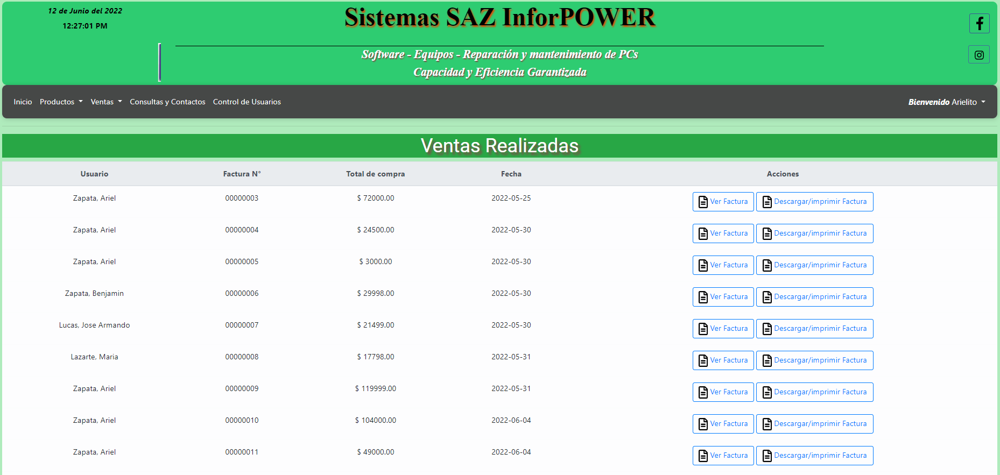 12 de Junio del 2022
12:27:01 PM
Sistemas SAZ InforPOWER
Software - Equipos - Reparación y mantenimiento de PCs
Capacidad y Eficiencia Garantizada
Inicio Productos Ventas Consultas y Contactos Control de Usuarios Bienvenido Arielito
Ventas Realizadas
Usuario Factura N° Total de compra Fecha Acciones
Zapata, Ariel 00000003 $ 72000.00 2022-05-25 Ver Factura Descargar/imprimir Factura
Zapata, Ariel 00000004 $ 24500.00 2022-05-30 Ver Factura Descargar/imprimir Factura
Zapata, Ariel 00000005 $ 3000.00 2022-05-30 Ver Factura Descargar/imprimir Factura
Zapata, Benjamin 00000006 $ 29998.00 2022-05-30 Ver Factura Descargar/imprimir Factura
Lucas, Jose Armando 00000007 $ 21499.00 2022-05-30 Ver Factura Descargar/imprimir Factura
Lazarte, Maria 00000008 $ 17798.00 2022-05-31 Ver Factura Descargar/imprimir Factura
Zapata, Ariel 00000009 $ 119999.00 2022-05-31 Ver Factura Descargar/imprimir Factura
Zapata, Ariel 00000010 $ 104000.00 2022-06-04 Ver Factura Descargar/imprimir Factura
Zapata, Ariel 00000011 $ 49000.00 2022-06-04 Ver Factura Descargar/imprimir Factura